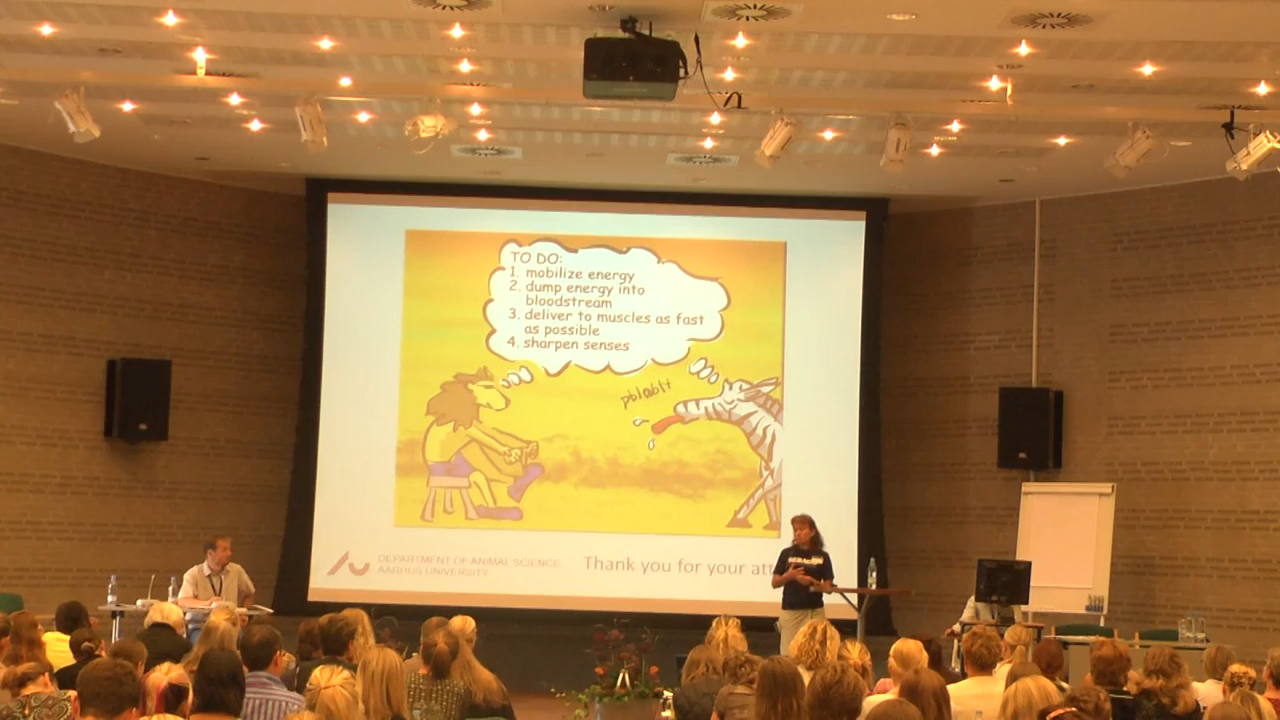 TO DO:
1. mobilize energy
2. dump energy into
bloodstream
3. deliver to muscles as fast
as possible
4. sharpen senses
pblabtt
DEPARTMENT OF ANIMAL SCIENCE
AARHUS UNIVERSITY
Thank you for your att